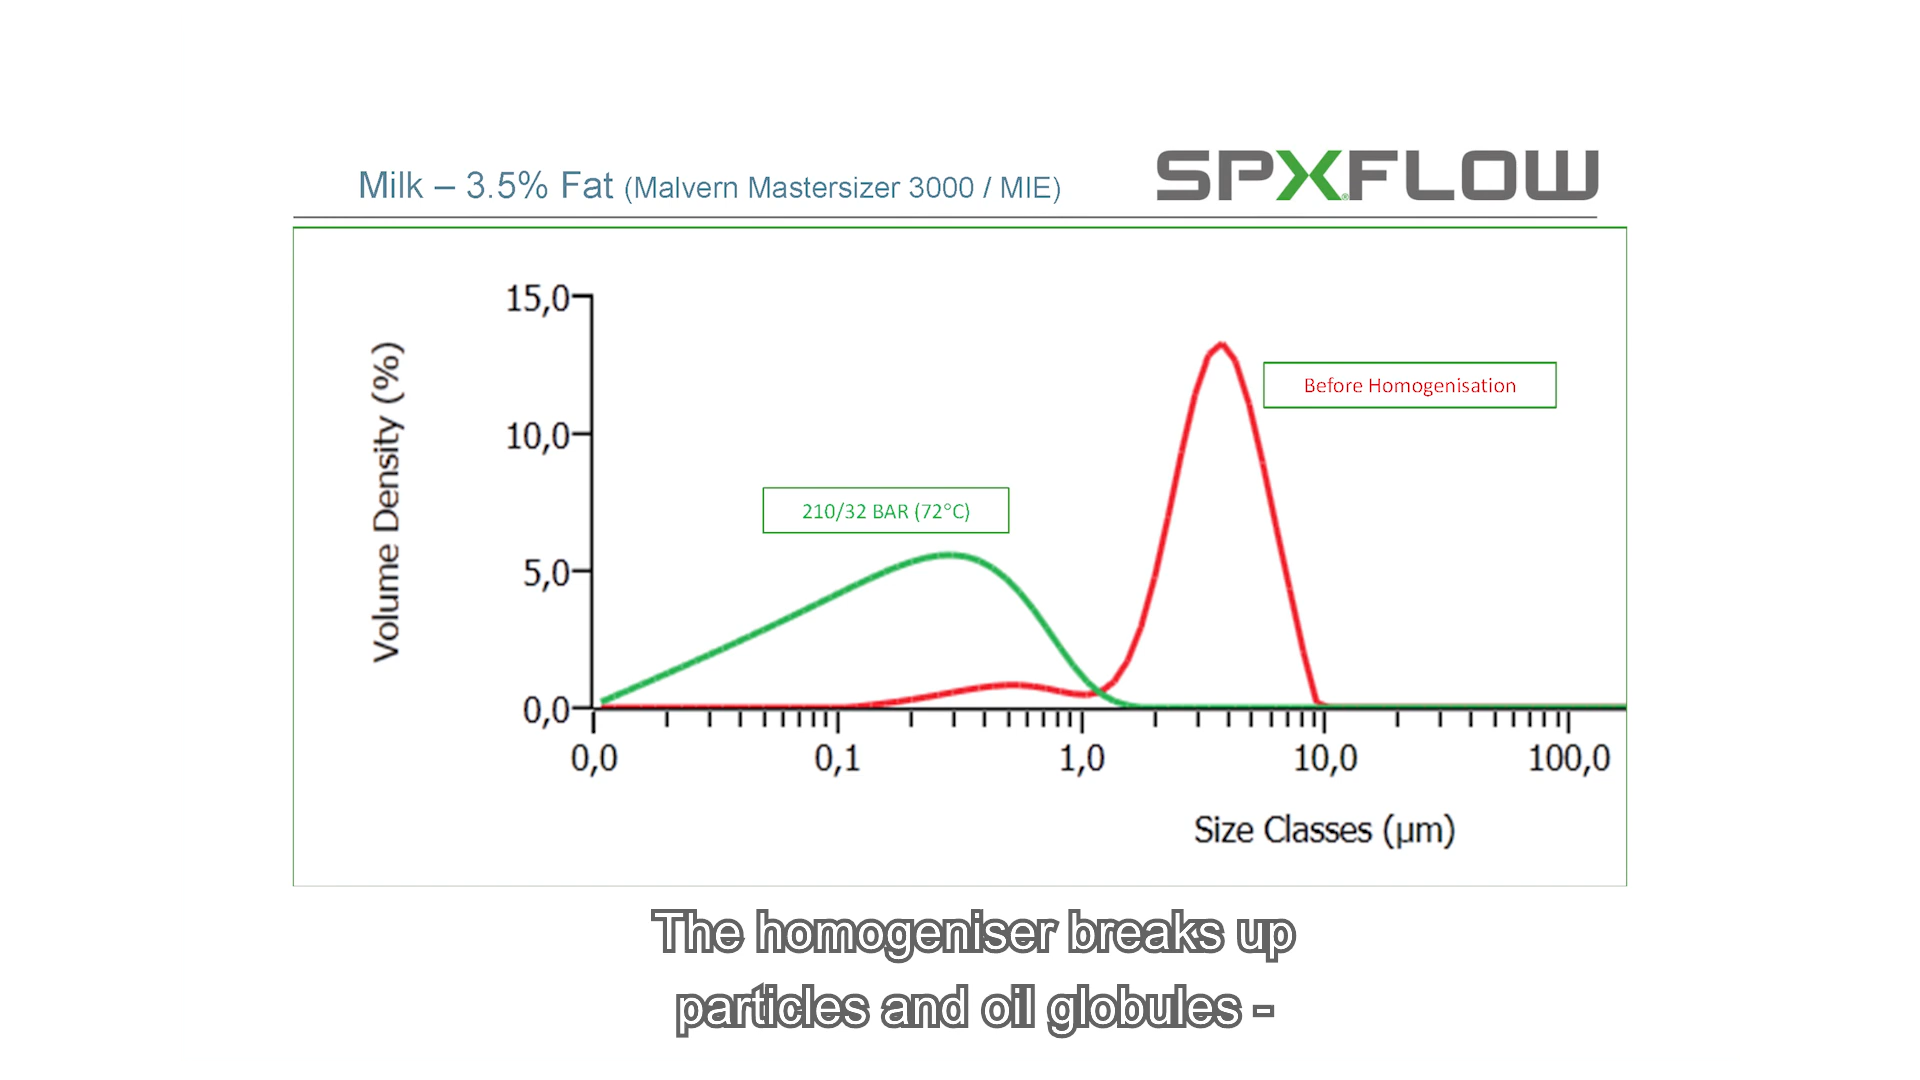 Milk – 3.5% Fat (Malvern Mastersizer 3000 / MIE)
SPXFLOW®
Volume Density (%)
15,0
10,0
5,0
0,0
Before Homogenisation
210/32 BAR (72°C)
0,0 0,1 1,0 10,0 100,0
Size Classes (µm)
The homogeniser breaks up
particles and oil globules -